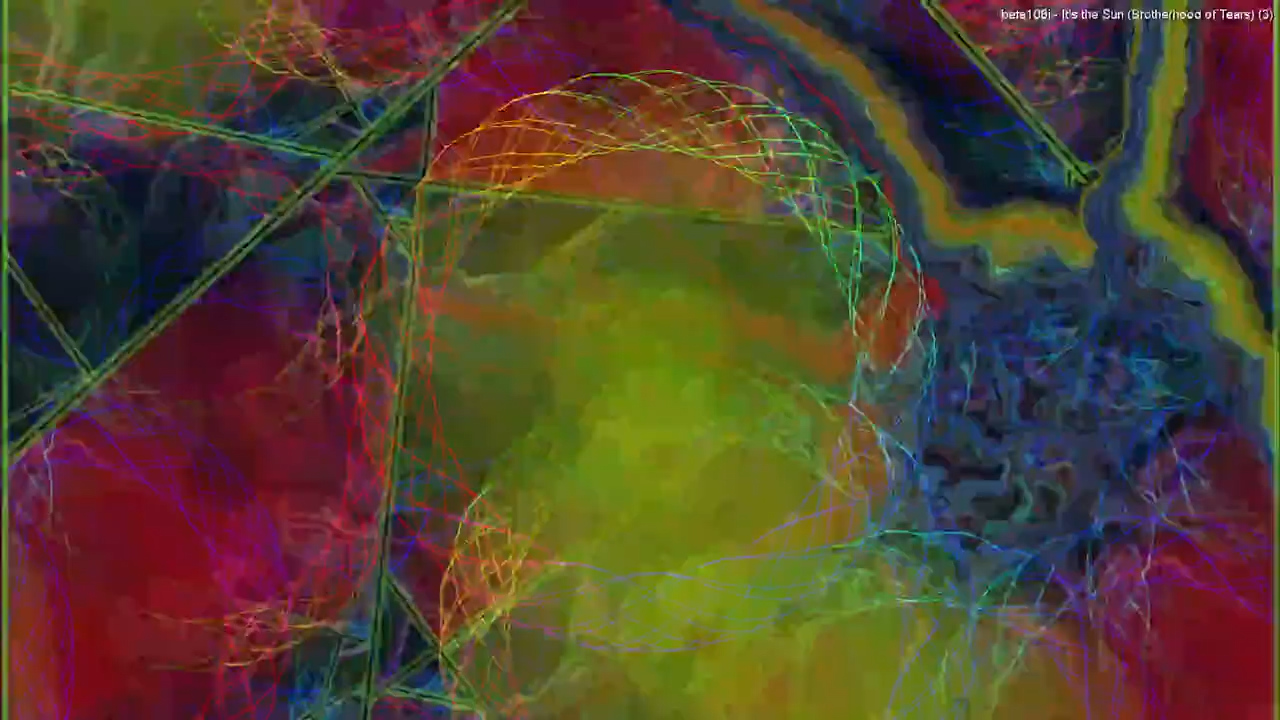 beta106i - It's the Sun (Brotherhood of Tears) (3)